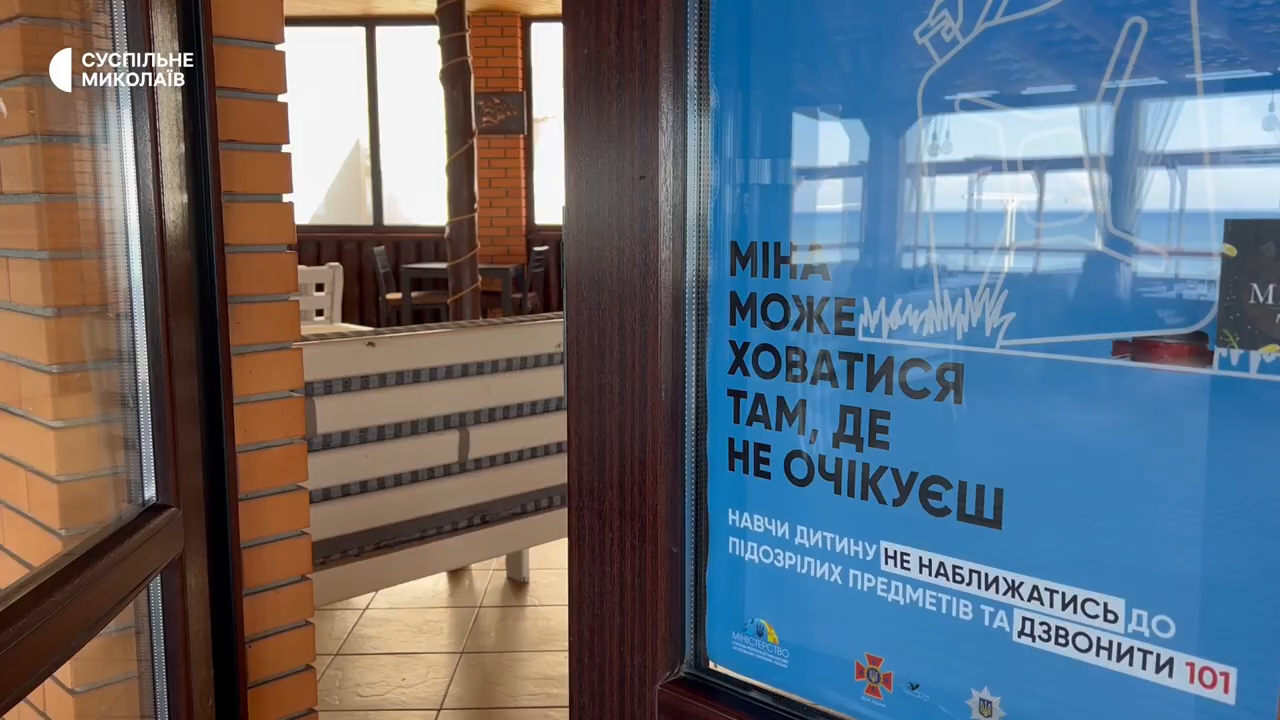 СУСПІЛЬНЕ
МИКОЛАЇВ
МІНА
МОЖЕ
ХОВАТИСЯ
ТАМ, ДЕ
НЕ ОЧІКУЄШ
НАВЧИ ДИТИНУ НЕ НАБЛИЖАТИСЬ ДО
ПІДОЗРІЛИХ ПРЕДМЕТІВ ТА ДЗВОНИТИ 101
МІНІСТЕРСТВО